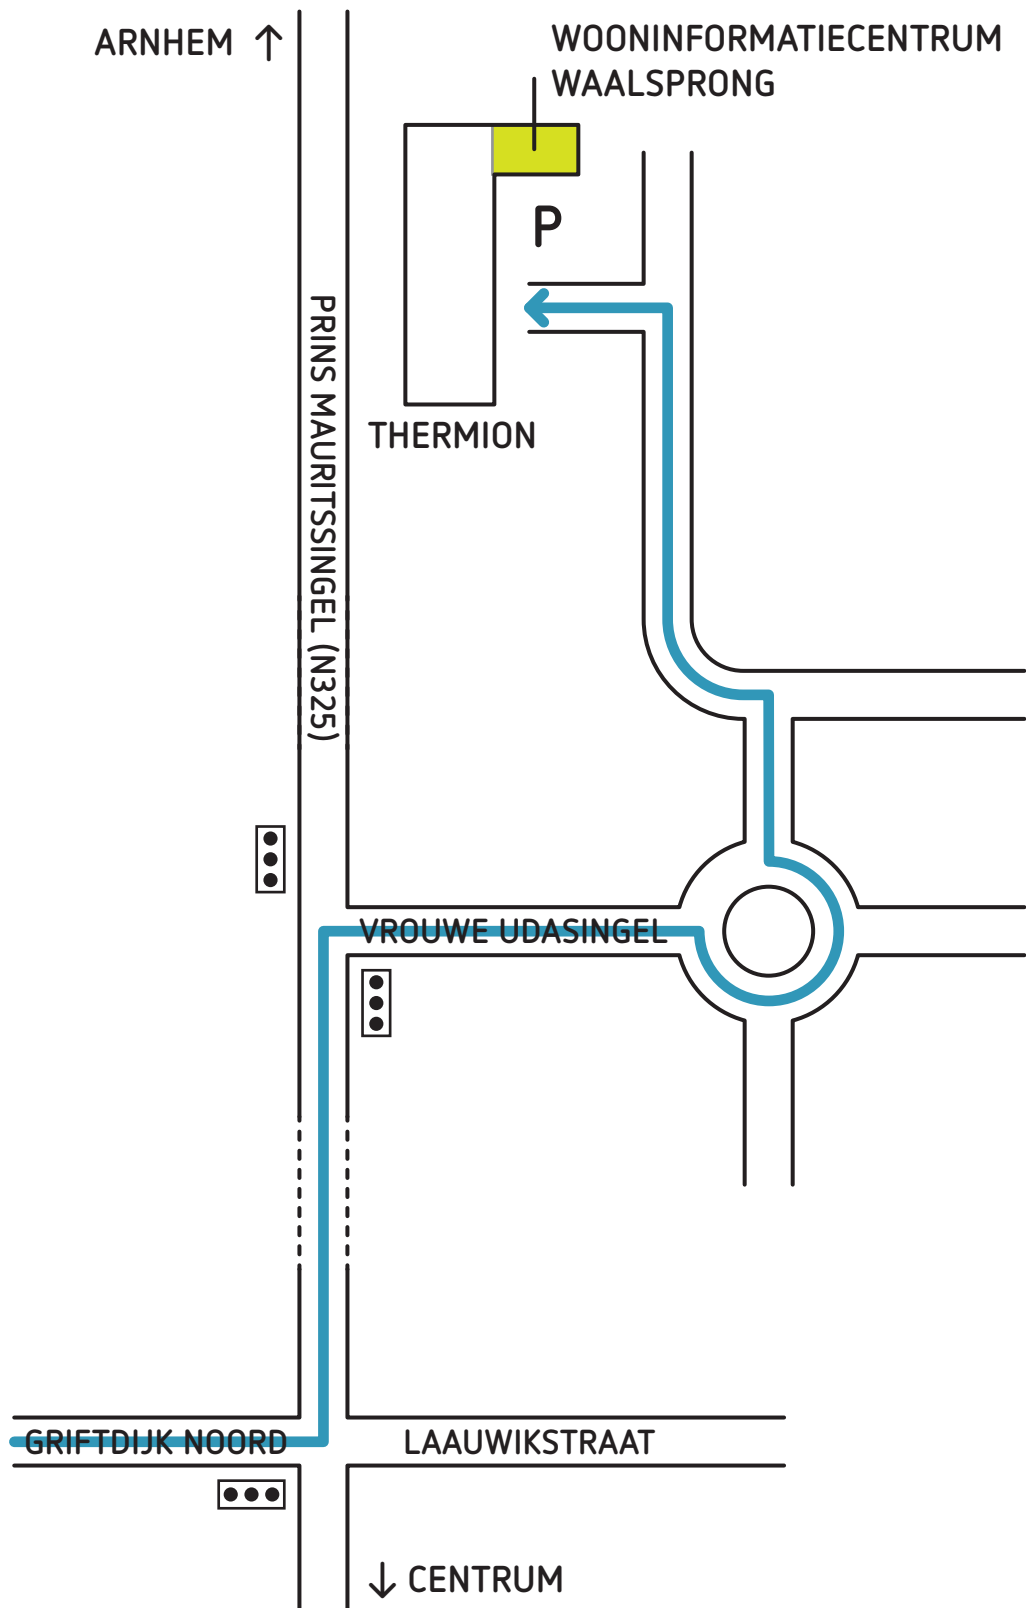 ARNHEM ↑
WOONINFORMATIECENTRUM
WAALSPRONG
P
PRINS MAURITSSINGEL (N325)
THERMION
VROUWE UDASINGEL
GRIFTDIJK NOORD
LAAUWIKSTRAAT
↓ CENTRUM